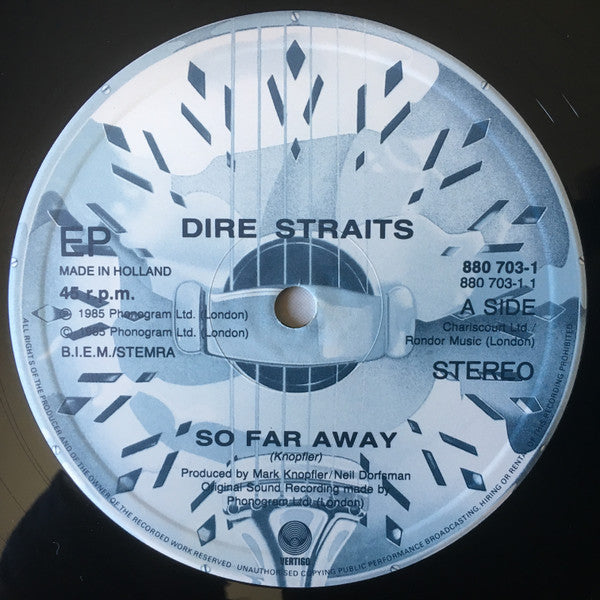 DIRE STRAITS
EP
MADE IN HOLLAND
45 r.p.m.
℗ 1985 Phonogram Ltd. (London)
© 1985 Phonogram Ltd. (London)
B.I.E.M./STEMRA
880 703-1
880 703-1.1
A SIDE
Chariscourt Ltd./
Rondor Music (London)
STEREO
SO FAR AWAY
(Knopfler)
Produced by Mark Knopfler/Neil Dorfsman
Original Sound Recording made by
Phonogram Ltd. (London)
VERTIGO
ALL RIGHTS OF THE PRODUCER AND OF THE OWNER OF THE RECORDED WORK RESERVED · UNAUTHORISED COPYING PUBLIC PERFORMANCE BROADCASTING, HIRING OR RENTAL OF THIS RECORDING PROHIBITED